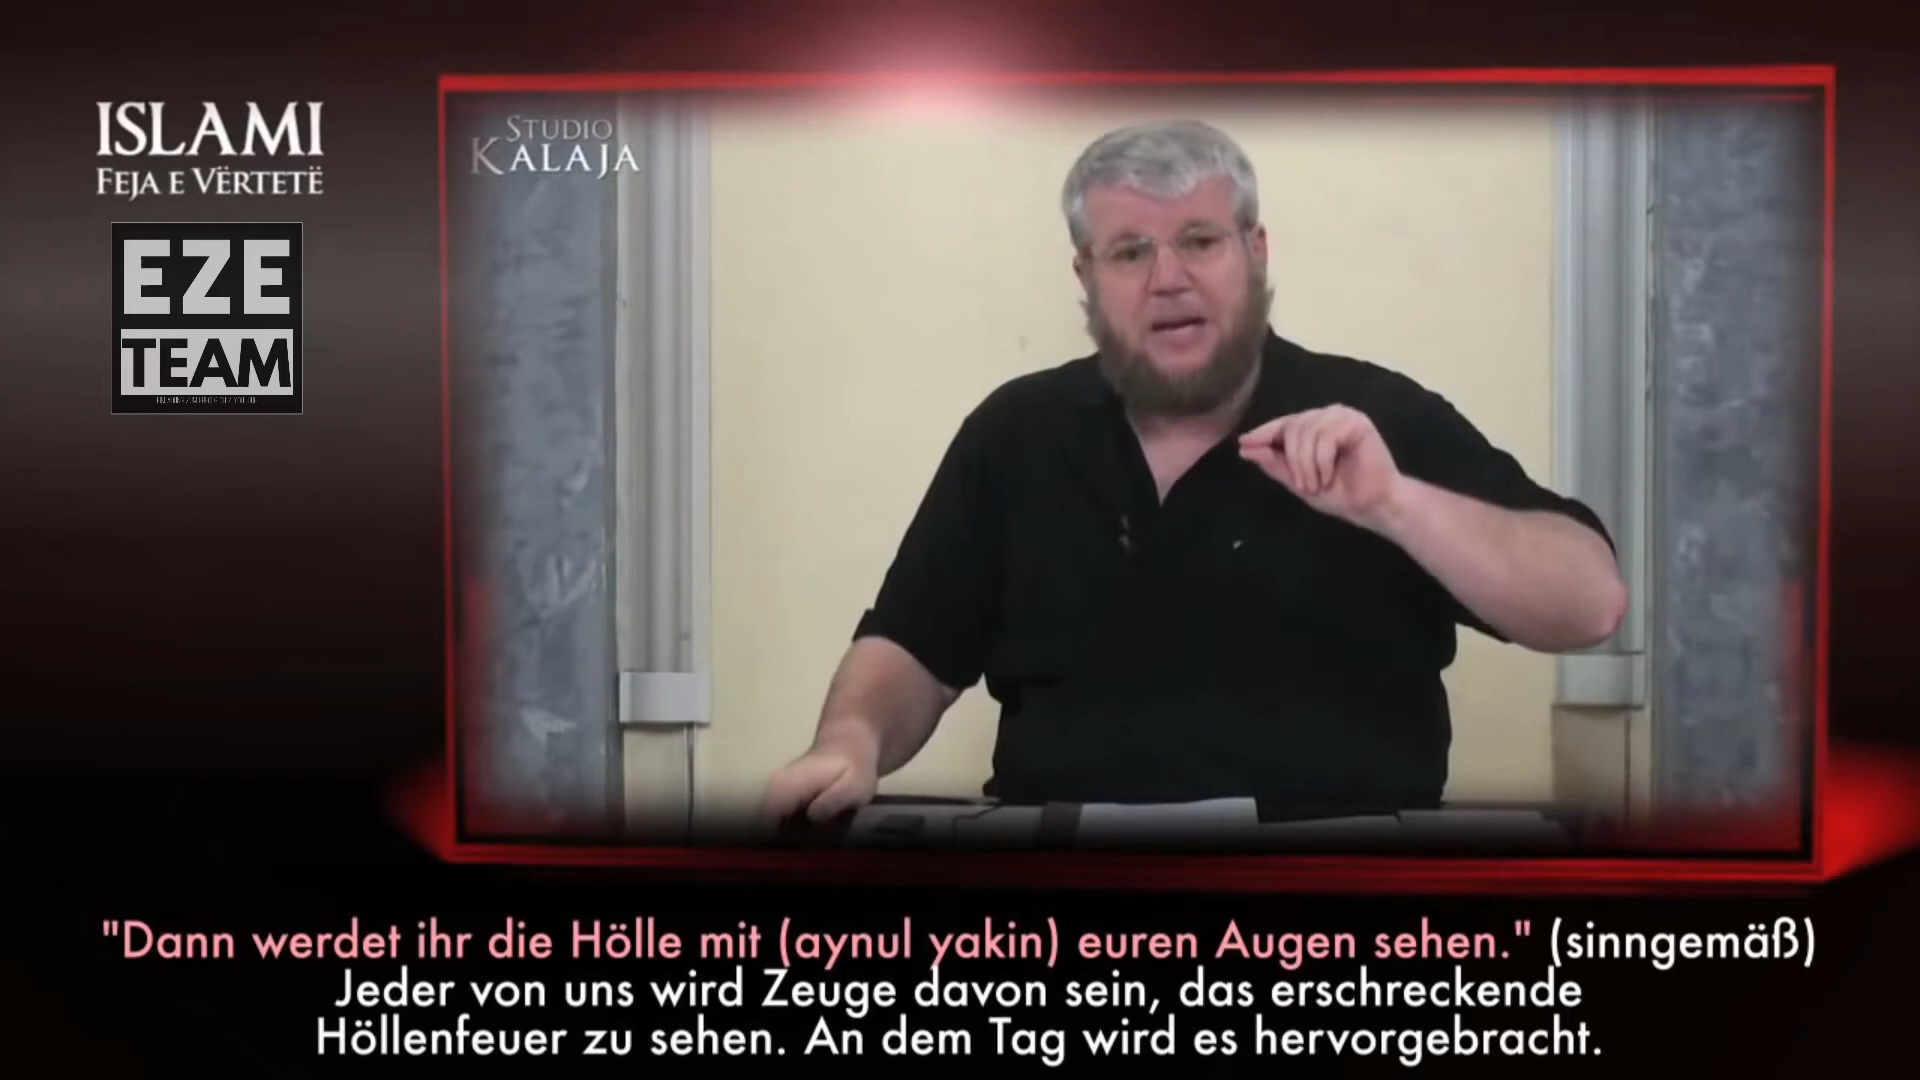 ISLAMI
FEJA E VËRTETË
EZE
TEAM
STUDIO
KALAJA
"Dann werdet ihr die Hölle mit (aynul yakin) euren Augen sehen." (sinngemäß)
Jeder von uns wird Zeuge davon sein, das erschreckende
Höllenfeuer zu sehen. An dem Tag wird es hervorgebracht.